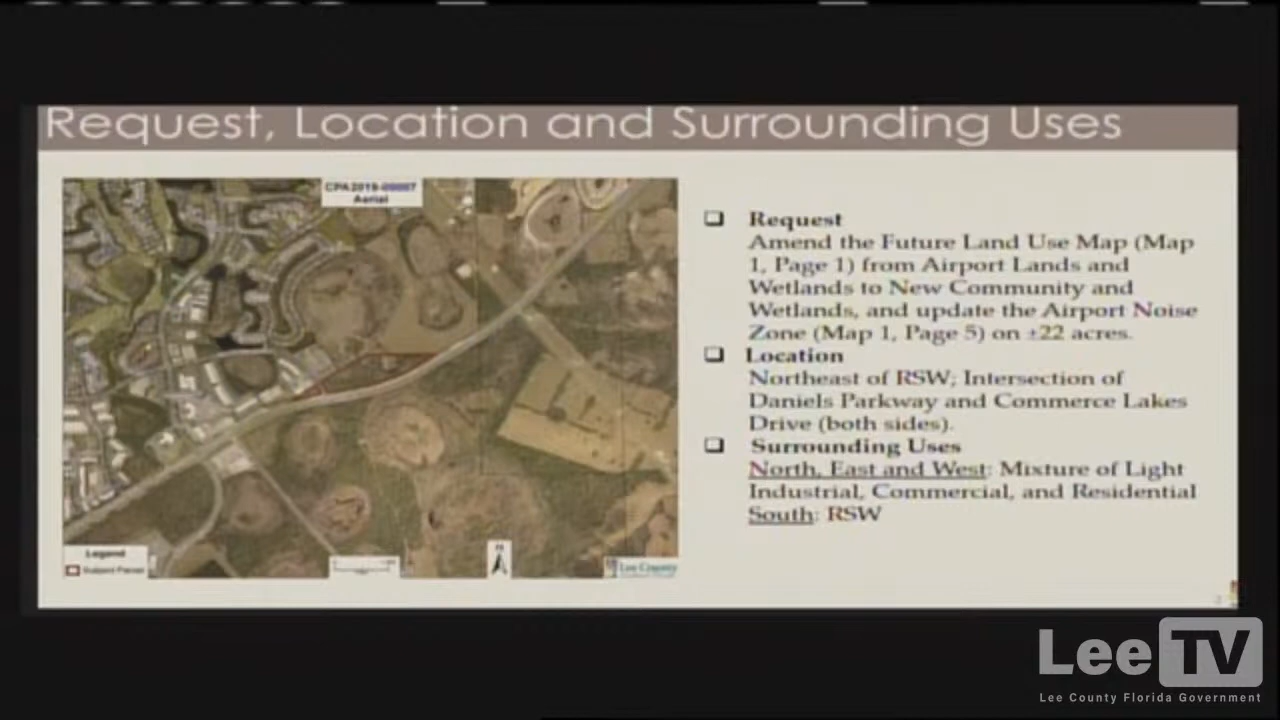 Request, Location and Surrounding Uses
CPA2019-00007
Aerial
Request
Amend the Future Land Use Map (Map
1, Page 1) from Airport Lands and
Wetlands to New Community and
Wetlands, and update the Airport Noise
Zone (Map 1, Page 5) on ±22 acres.
Location
Northeast of RSW; Intersection of
Daniels Parkway and Commerce Lakes
Drive (both sides).
Surrounding Uses
North, East and West: Mixture of Light
Industrial, Commercial, and Residential
South: RSW
Legend
Subject Parcel
N
Lee County
LeeTV
Lee County Florida Government